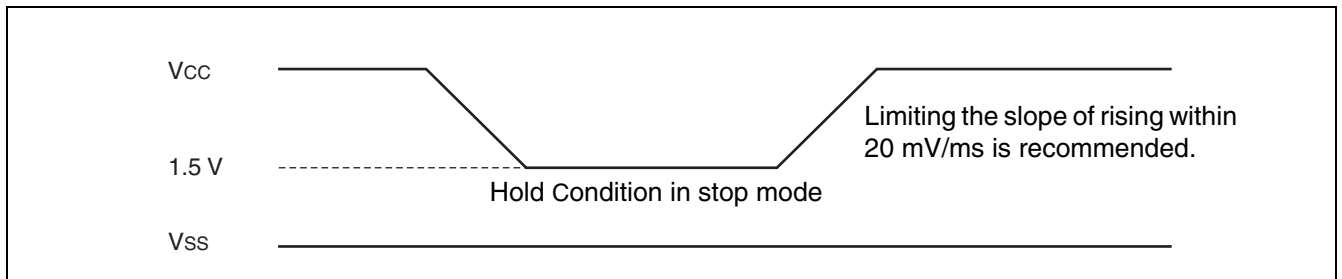 VCC
Limiting the slope of rising within
20 mV/ms is recommended.
1.5 V
Hold Condition in stop mode
VSS